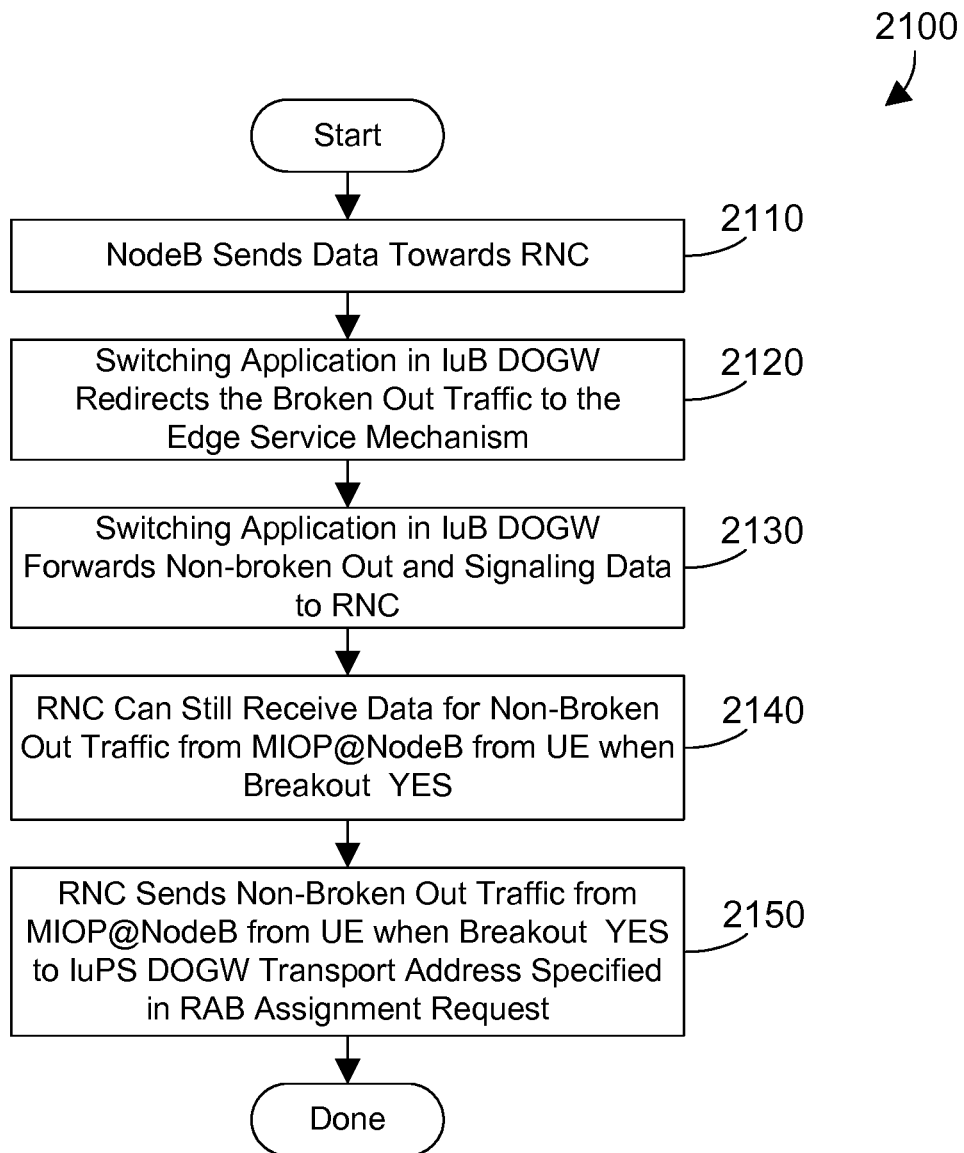 2100
Start
NodeB Sends Data Towards RNC
2110
Switching Application in IuB DOGW
Redirects the Broken Out Traffic to the
Edge Service Mechanism
2120
Switching Application in IuB DOGW
Forwards Non-broken Out and Signaling Data
to RNC
2130
RNC Can Still Receive Data for Non-Broken
Out Traffic from MIOP@NodeB from UE when
Breakout YES
2140
RNC Sends Non-Broken Out Traffic from
MIOP@NodeB from UE when Breakout YES
to IuPS DOGW Transport Address Specified
in RAB Assignment Request
2150
Done